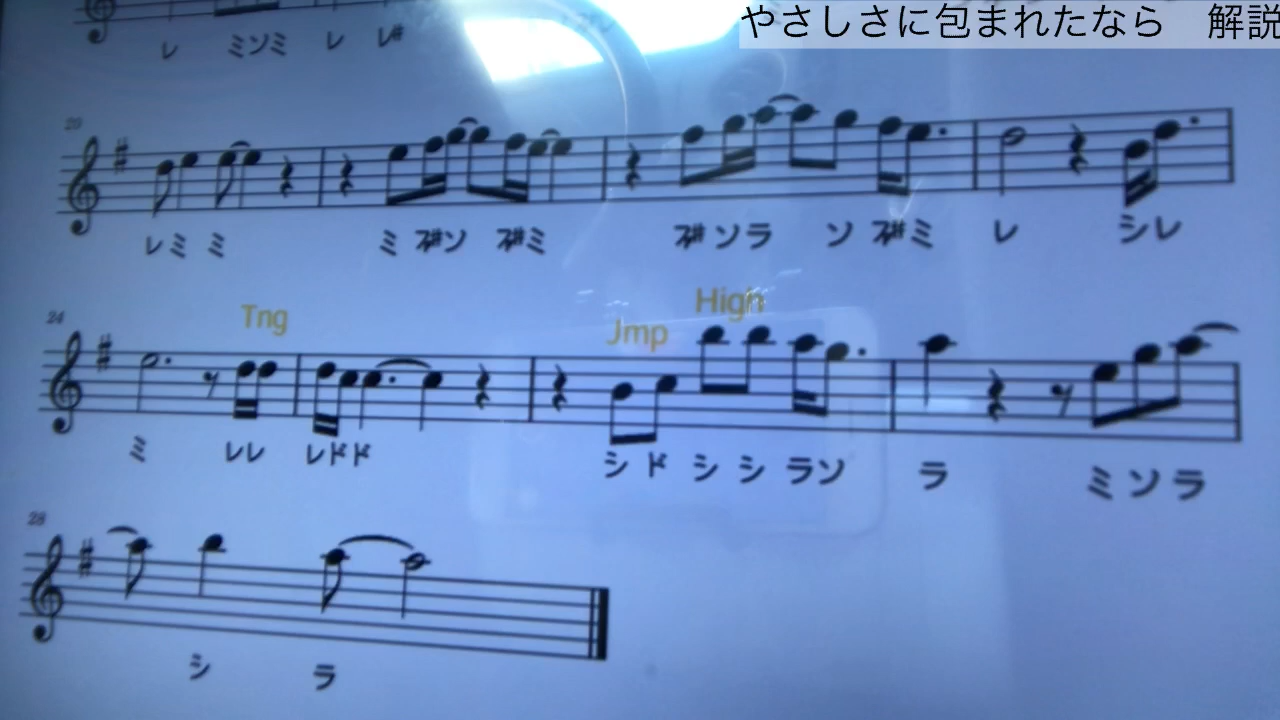 やさしさに包まれたなら　解説
レ ミソミ レ レ#
20
レミ ミ ミ ファ#ソ ファ#ミ ファ#ソラ ソ ファ#ミ レ シレ
24
Tng Jmp High
ミ レレ レドド シ ド シ シ ラソ ラ ミソラ
28
シ ラ